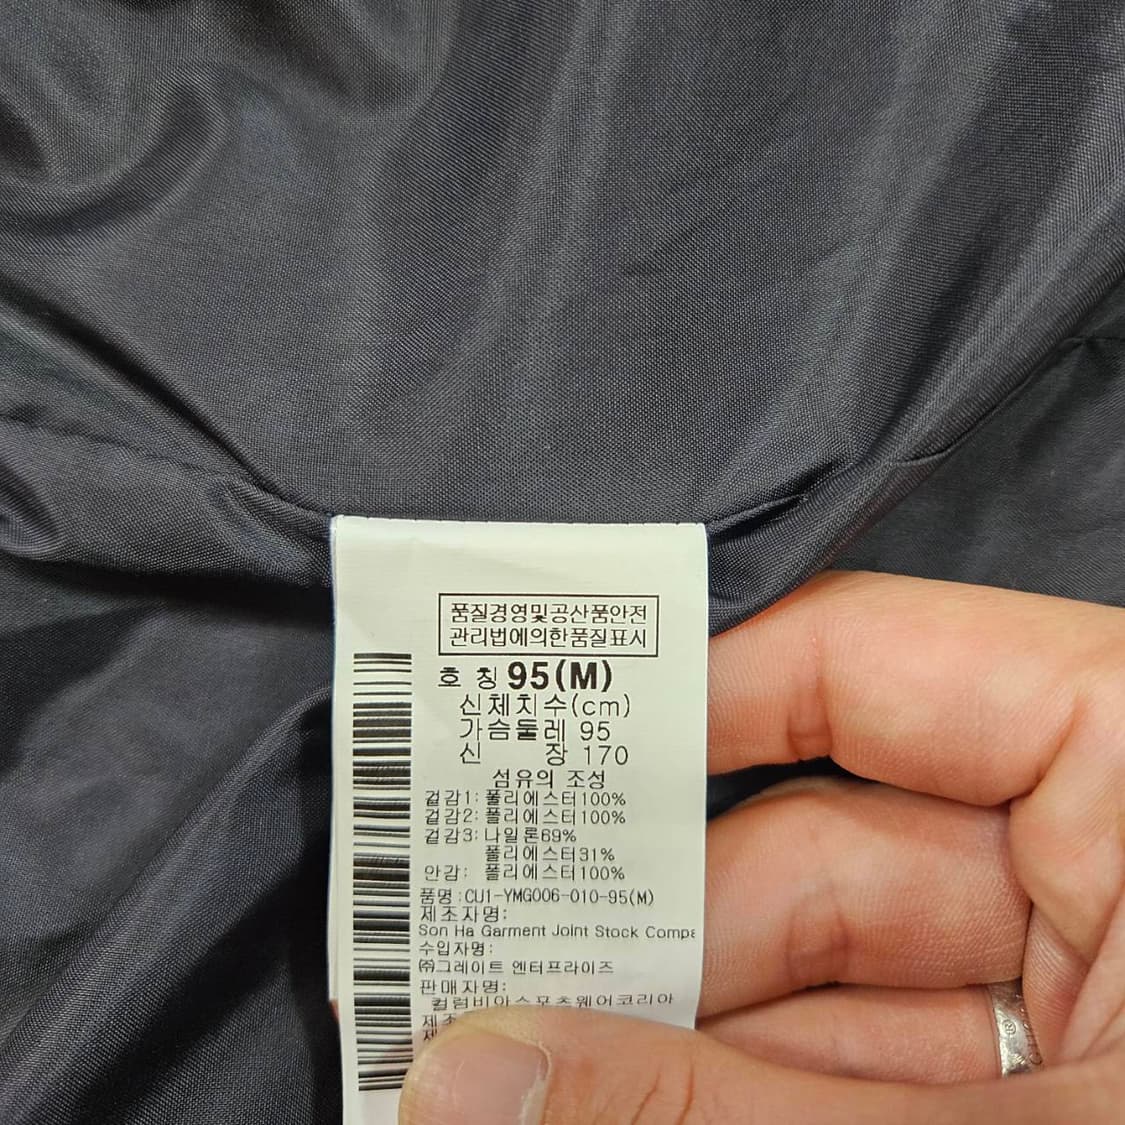 품질경영및공산품안전
관리법에의한품질표시
호 칭 95(M)
신체치수(cm)
가슴둘레 95
신 장 170
섬유의 조성
겉감1: 폴리에스터100%
겉감2: 폴리에스터100%
겉감3: 나일론69%
폴리에스터31%
안감: 폴리에스터100%
품명:CU1-YMG006-010-95(M)
제조자명:
Son Ha Garment Joint Stock Compa
수입자명:
㈜그레이트 엔터프라이즈
판매자명:
컬럼비아스포츠웨어코리아
제조